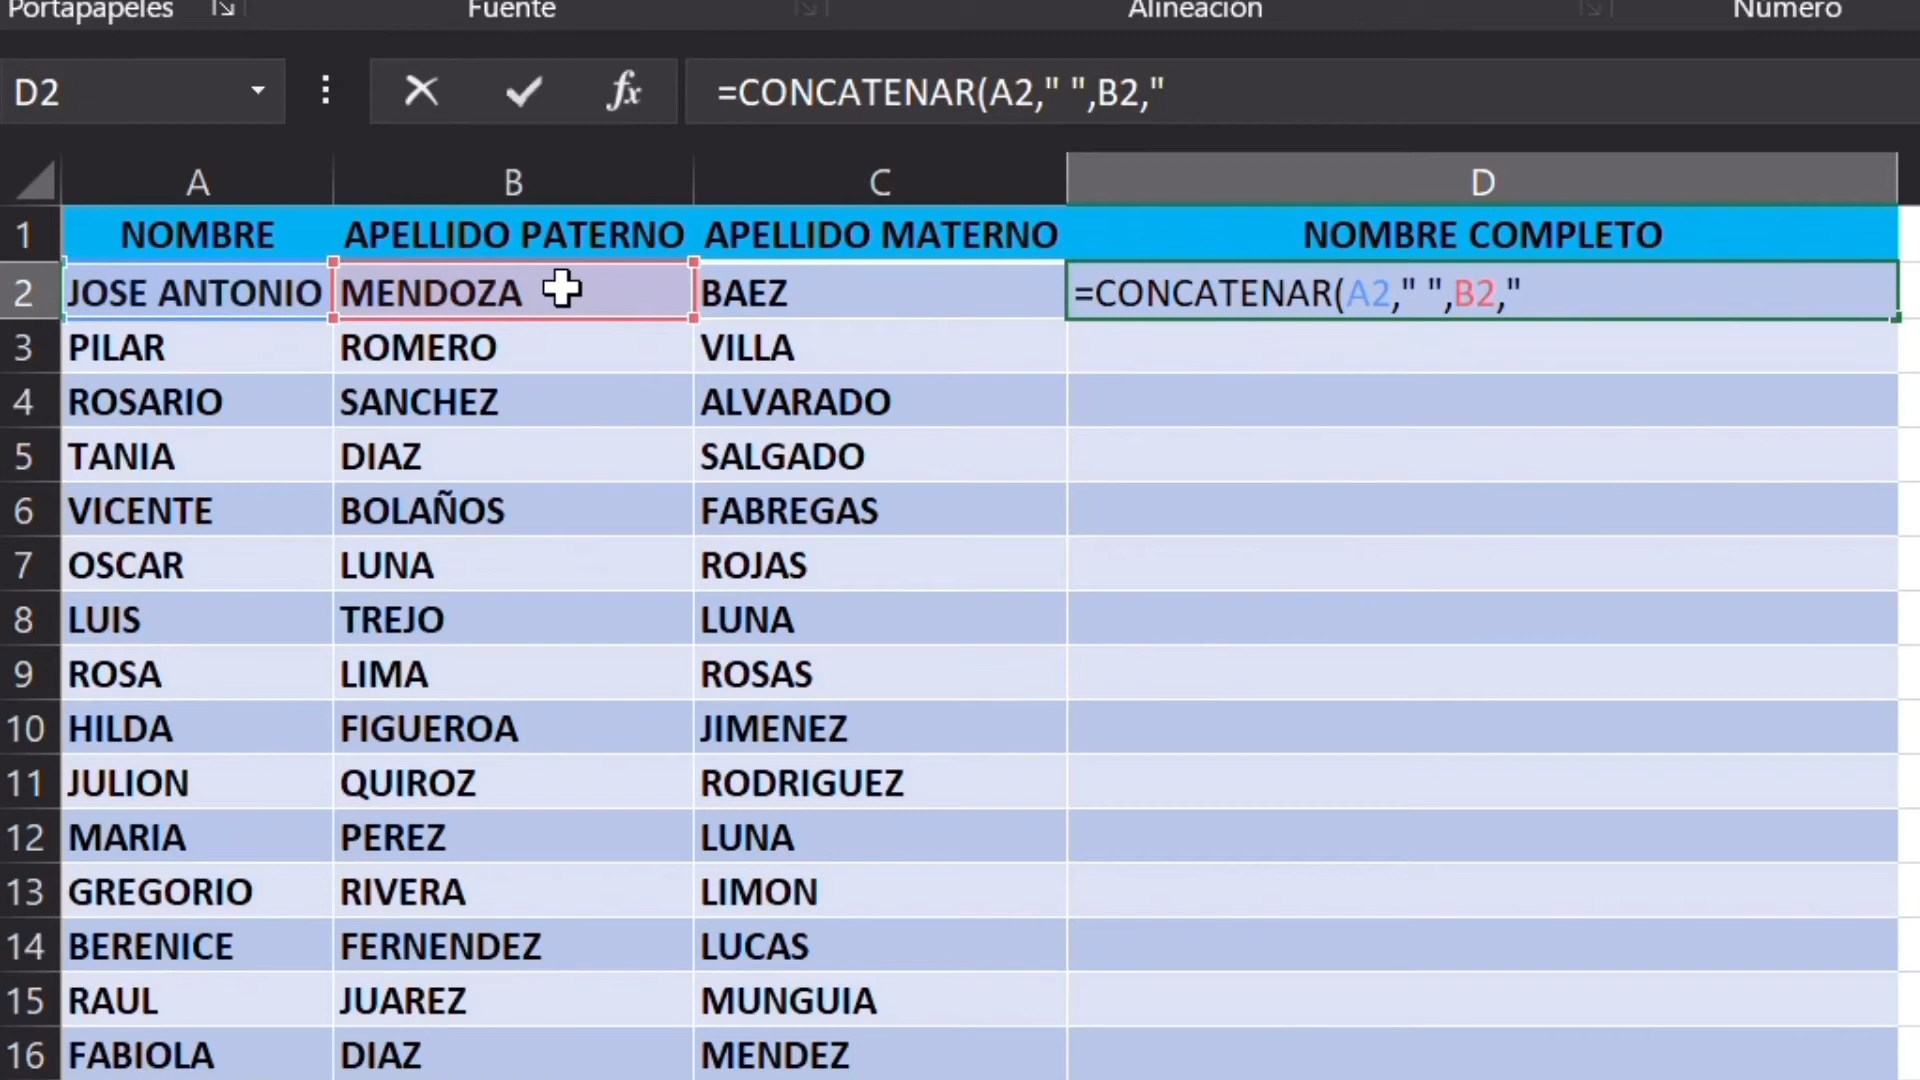 Portapapeles Fuente Alineación Número
D2 fx =CONCATENAR(A2," ",B2,"
A B C D
1 NOMBRE APELLIDO PATERNO APELLIDO MATERNO NOMBRE COMPLETO
2 JOSE ANTONIO MENDOZA BAEZ =CONCATENAR(A2," ",B2,"
3 PILAR ROMERO VILLA
4 ROSARIO SANCHEZ ALVARADO
5 TANIA DIAZ SALGADO
6 VICENTE BOLAÑOS FABREGAS
7 OSCAR LUNA ROJAS
8 LUIS TREJO LUNA
9 ROSA LIMA ROSAS
10 HILDA FIGUEROA JIMENEZ
11 JULION QUIROZ RODRIGUEZ
12 MARIA PEREZ LUNA
13 GREGORIO RIVERA LIMON
14 BERENICE FERNENDEZ LUCAS
15 RAUL JUAREZ MUNGUIA
16 FABIOLA DIAZ MENDEZ